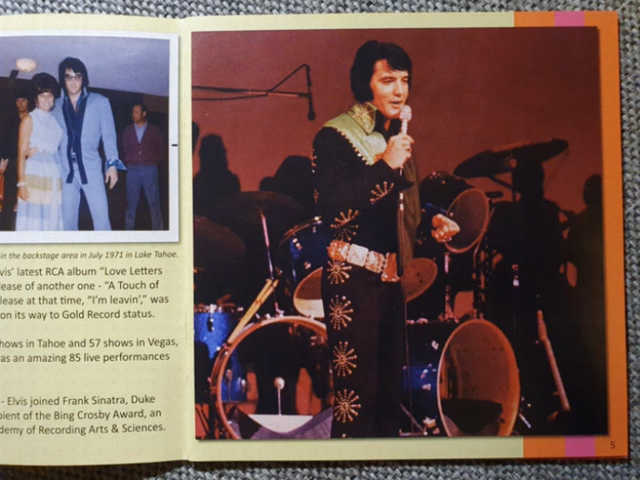 in the backstage area in July 1971 in Lake Tahoe.
vis' latest RCA album "Love Letters
ease of another one - "A Touch of
lease at that time, "I'm leavin'," was
on its way to Gold Record status.
hows in Tahoe and 57 shows in Vegas,
as an amazing 85 live performances
- Elvis joined Frank Sinatra, Duke
pient of the Bing Crosby Award, an
demy of Recording Arts & Sciences.
5